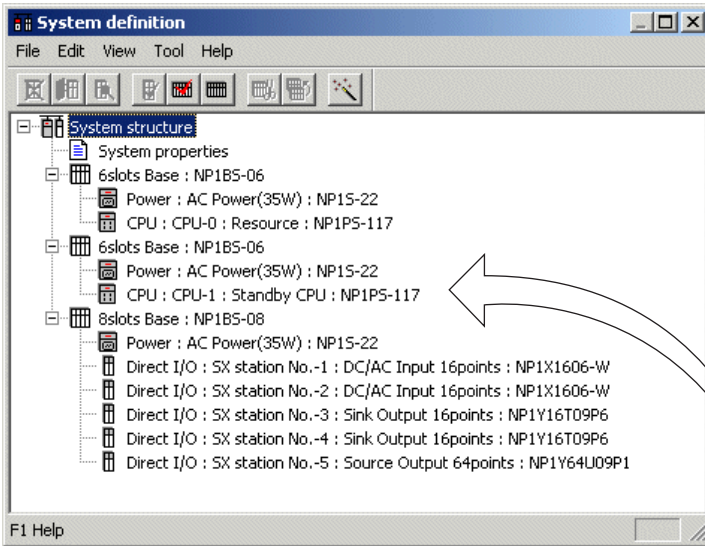 System definition
File Edit View Tool Help
System structure
System properties
6slots Base : NP1BS-06
Power : AC Power(35W) : NP1S-22
CPU : CPU-0 : Resource : NP1PS-117
6slots Base : NP1BS-06
Power : AC Power(35W) : NP1S-22
CPU : CPU-1 : Standby CPU : NP1PS-117
8slots Base : NP1BS-08
Power : AC Power(35W) : NP1S-22
Direct I/O : SX station No.-1 : DC/AC Input 16points : NP1X1606-W
Direct I/O : SX station No.-2 : DC/AC Input 16points : NP1X1606-W
Direct I/O : SX station No.-3 : Sink Output 16points : NP1Y16T09P6
Direct I/O : SX station No.-4 : Sink Output 16points : NP1Y16T09P6
Direct I/O : SX station No.-5 : Source Output 64points : NP1Y64U09P1
F1 Help